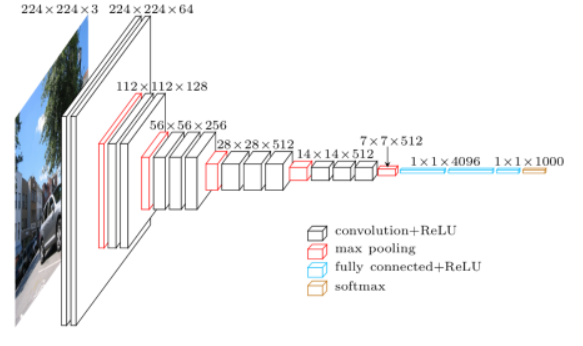 224×224×3
224×224×64
112×112×128
56×56×256
28×28×512
14×14×512
7×7×512
1×1×4096
1×1×1000
convolution+ReLU
max pooling
fully connected+ReLU
softmax